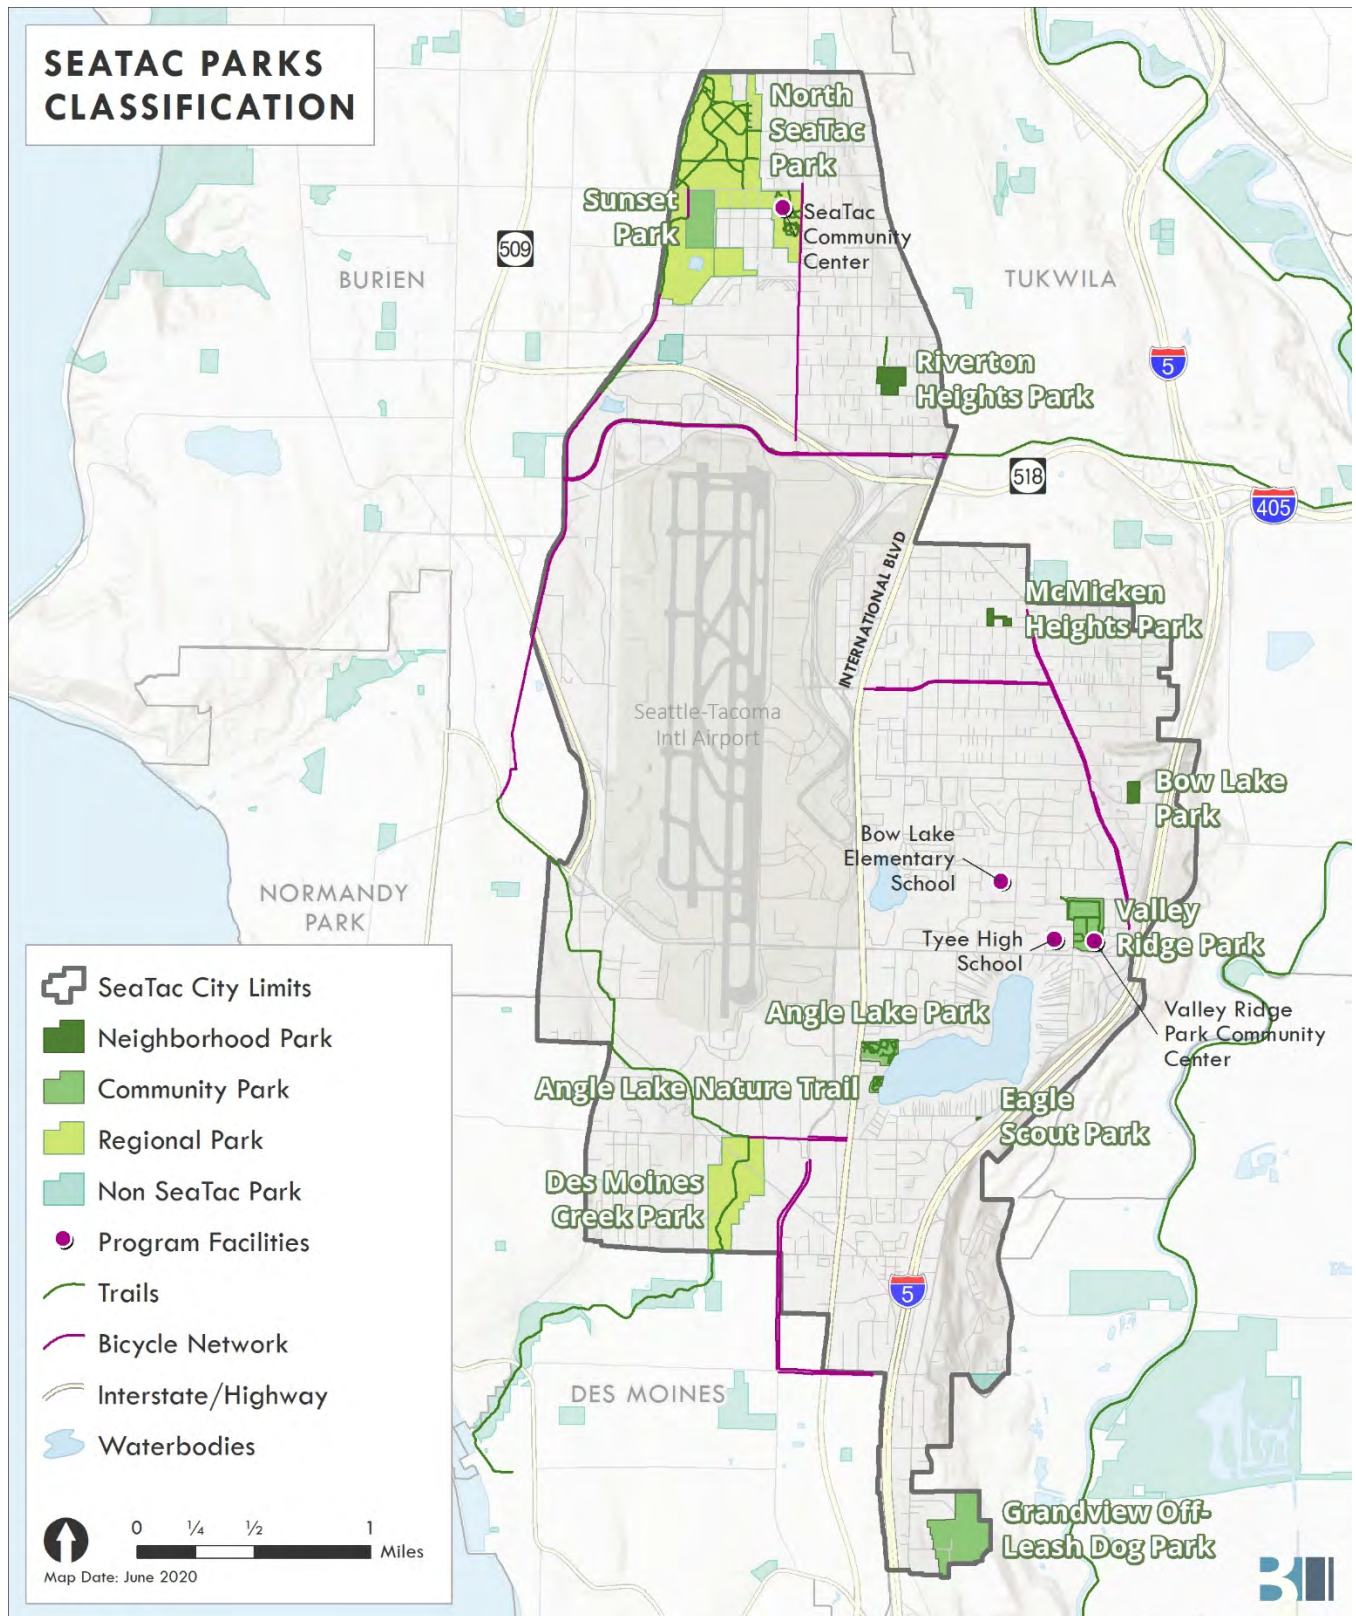 SEATAC PARKS
CLASSIFICATION
North
SeaTac
Park
Sunset
Park
SeaTac
Community
Center
509
BURIEN
TUKWILA
5
Riverton
Heights Park
518
405
INTERNATIONAL BLVD
McMicken
Heights Park
Seattle-Tacoma
Intl Airport
Bow Lake
Park
Bow Lake
Elementary
School
NORMANDY
PARK
Valley
Ridge Park
Tyee High
School
Angle Lake Park
Valley Ridge
Park Community
Center
Angle Lake Nature Trail
Eagle
Scout Park
Des Moines
Creek Park
5
DES MOINES
Grandview Off-
Leash Dog Park
SeaTac City Limits
Neighborhood Park
Community Park
Regional Park
Non SeaTac Park
Program Facilities
Trails
Bicycle Network
Interstate/Highway
Waterbodies
0 ¼ ½ 1
Miles
Map Date: June 2020